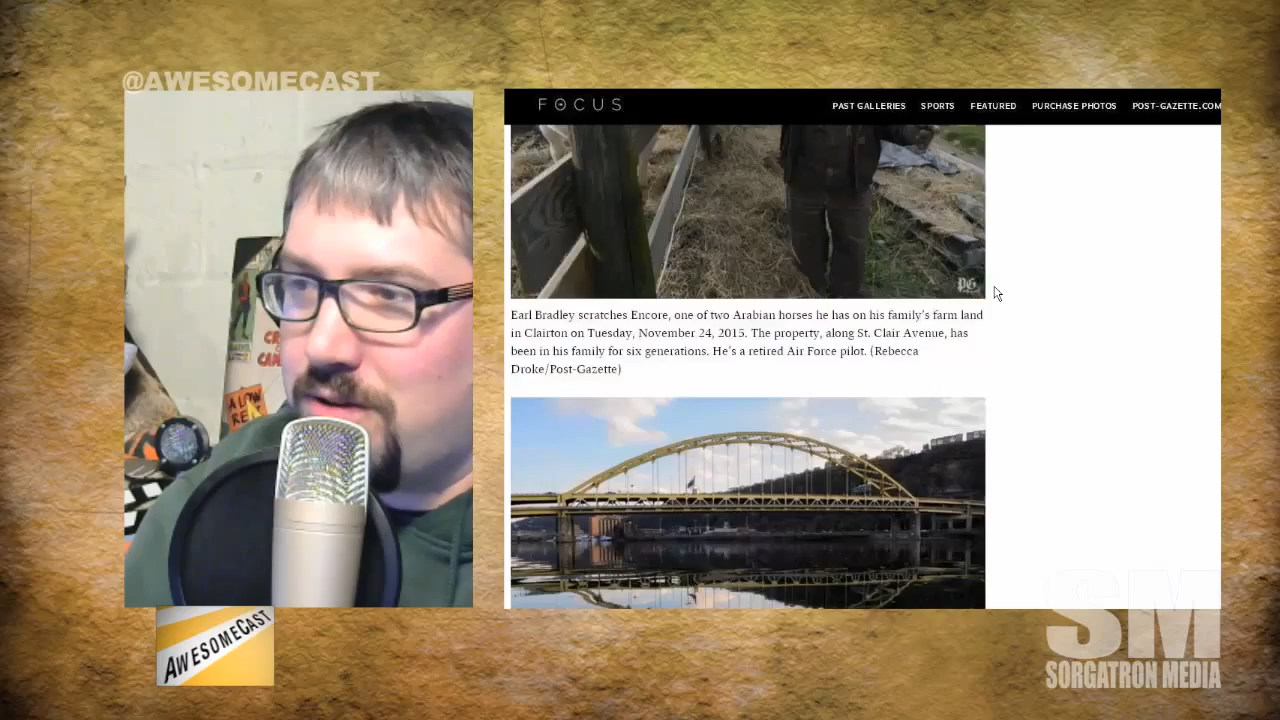 @AWESOMECAST
FOCUS
PAST GALLERIES SPORTS FEATURED PURCHASE PHOTOS POST-GAZETTE.COM
PG
Earl Bradley scratches Encore, one of two Arabian horses he has on his family's farm land
in Clairton on Tuesday, November 24, 2015. The property, along St. Clair Avenue, has
been in his family for six generations. He's a retired Air Force pilot. (Rebecca
Droke/Post-Gazette)
A LOW
AWESOMECAST
SM
SORGATRON MEDIA